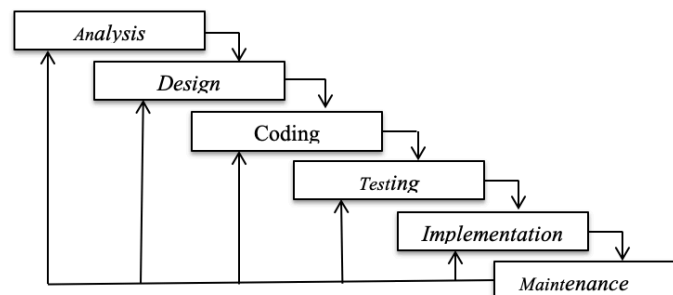 Analysis
Design
Coding
Testing
Implementation
Maintenance